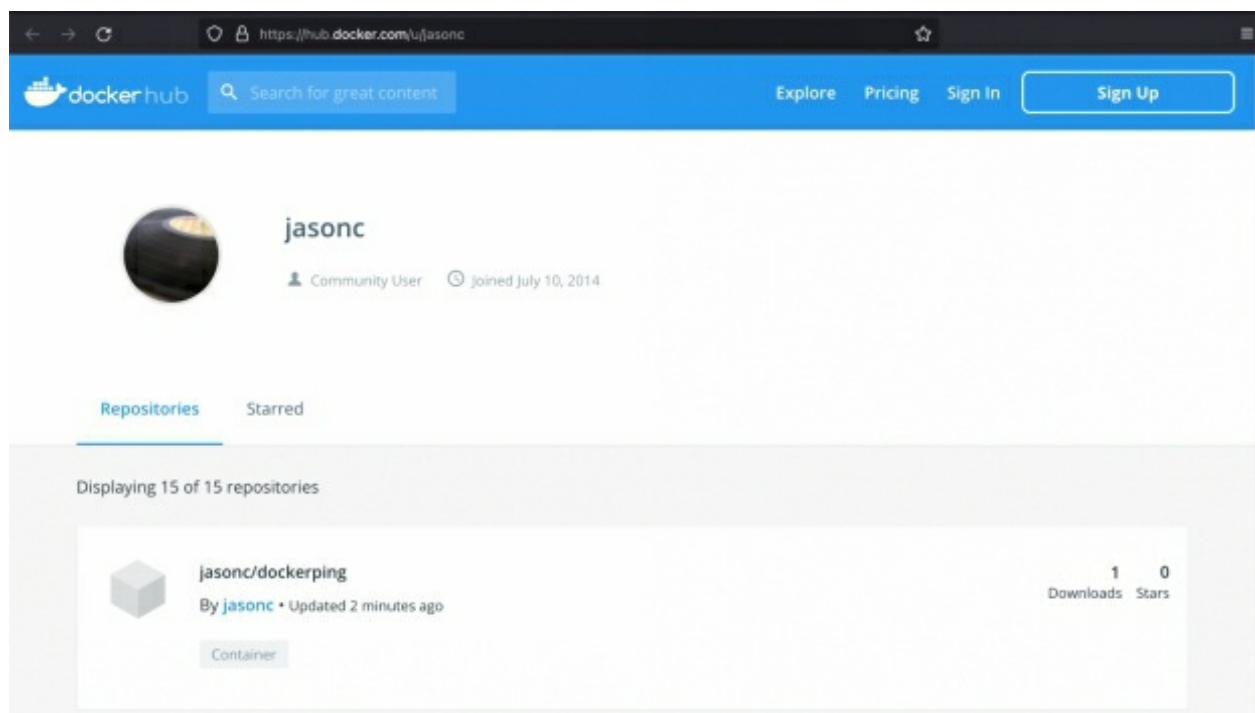 https://hub.docker.com/u/jasonc
dockerhub
Search for great content
Explore Pricing Sign In Sign Up
jasonc
Community User Joined July 10, 2014
Repositories Starred
Displaying 15 of 15 repositories
jasonc/dockerping
1 0
By jasonc • Updated 2 minutes ago
Downloads Stars
Container